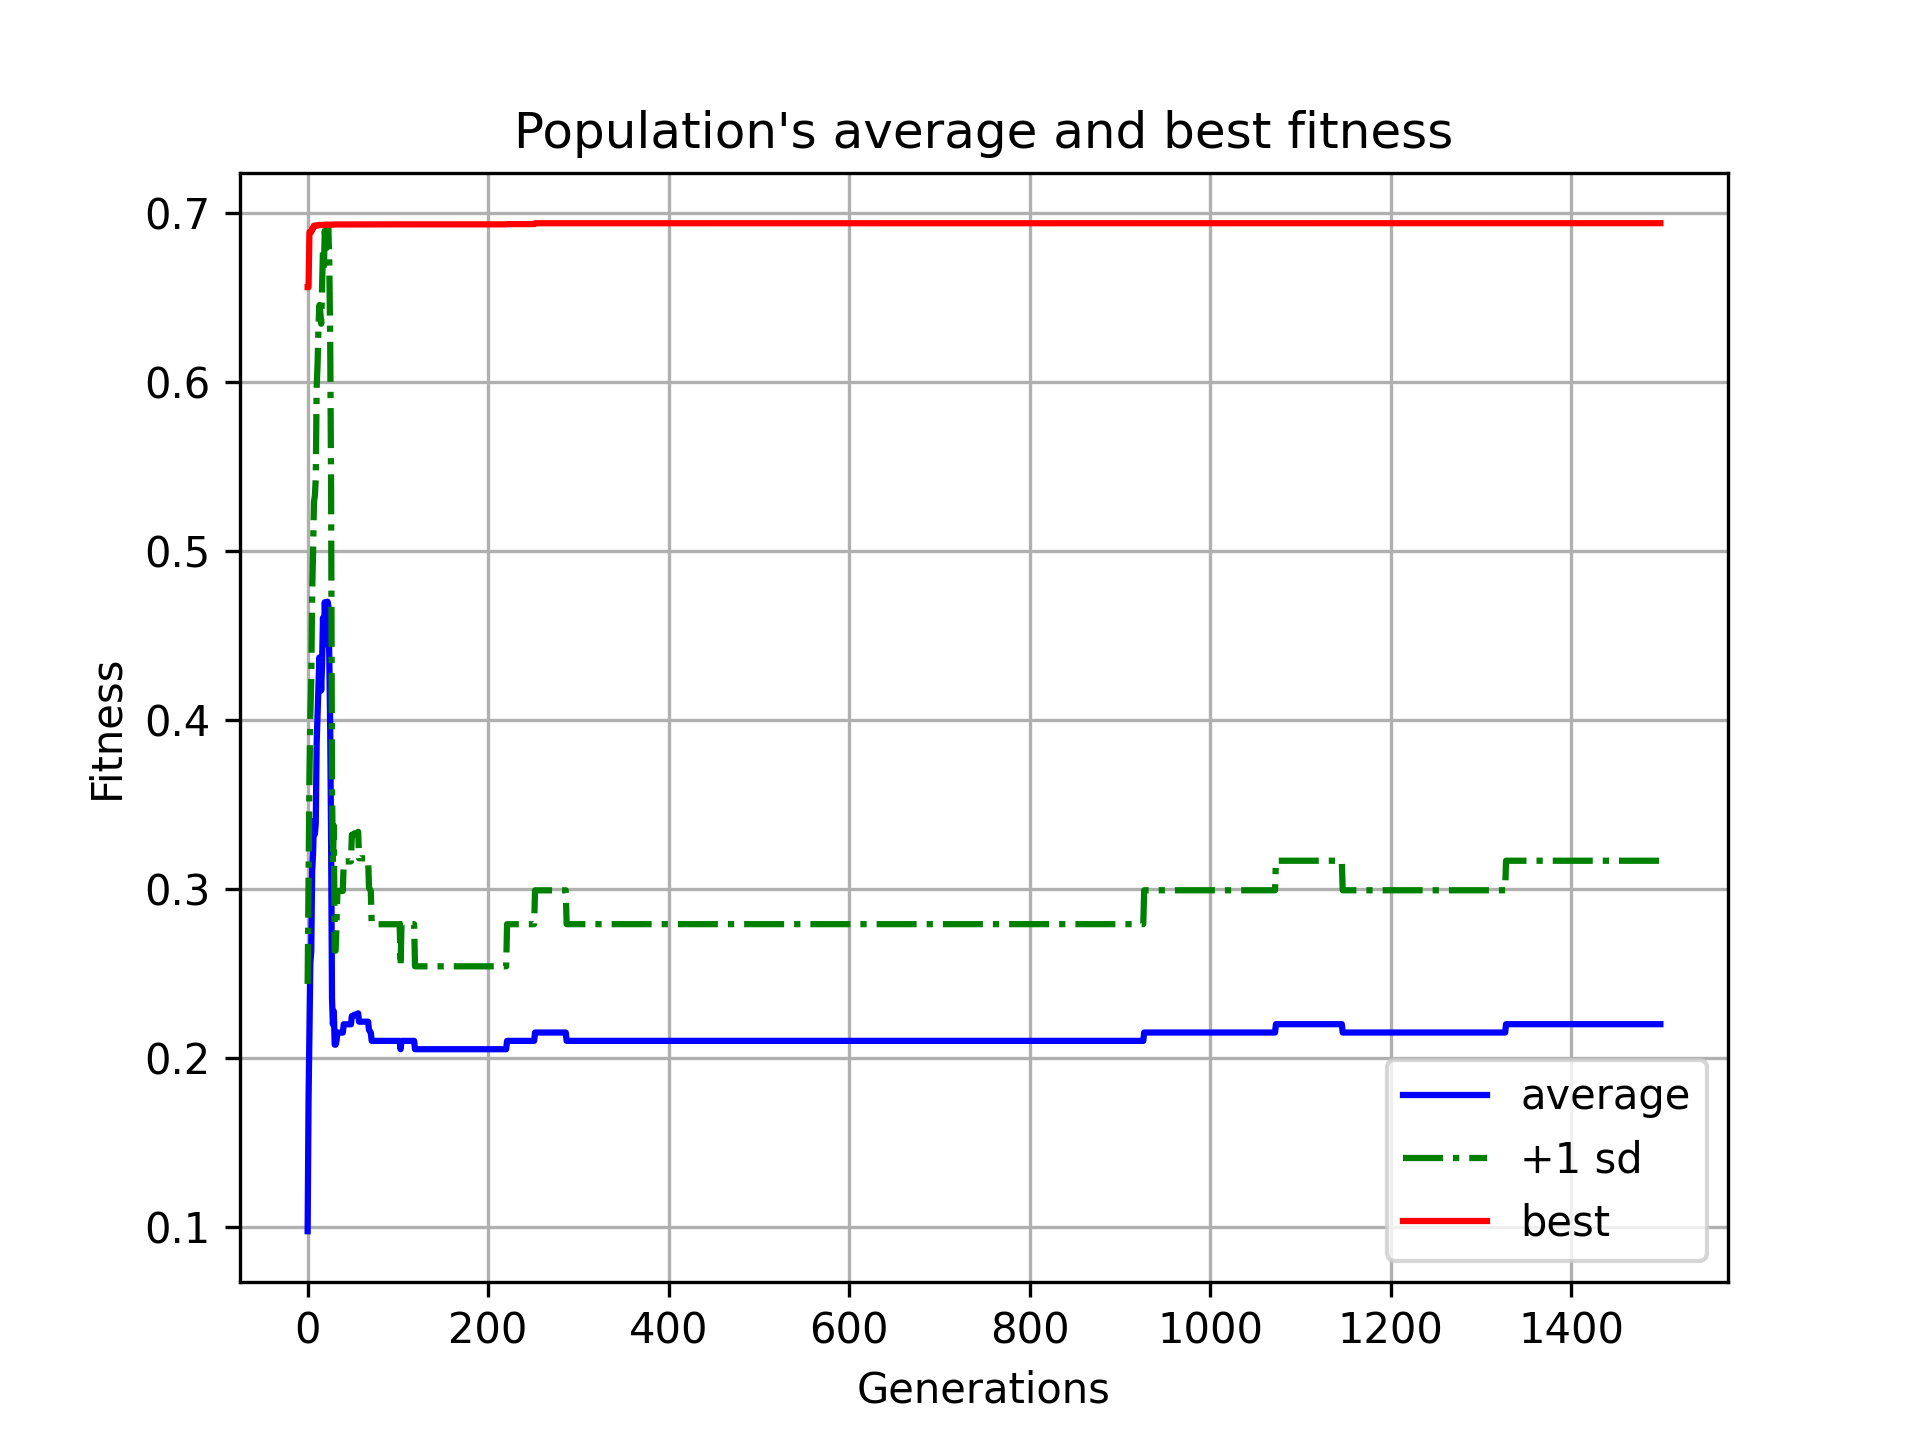 Population's average and best fitness
0.7
0.6
0.5
0.4
0.3
0.2
0.1
Fitness
average
+1 sd
best
0 200 400 600 800 1000 1200 1400
Generations